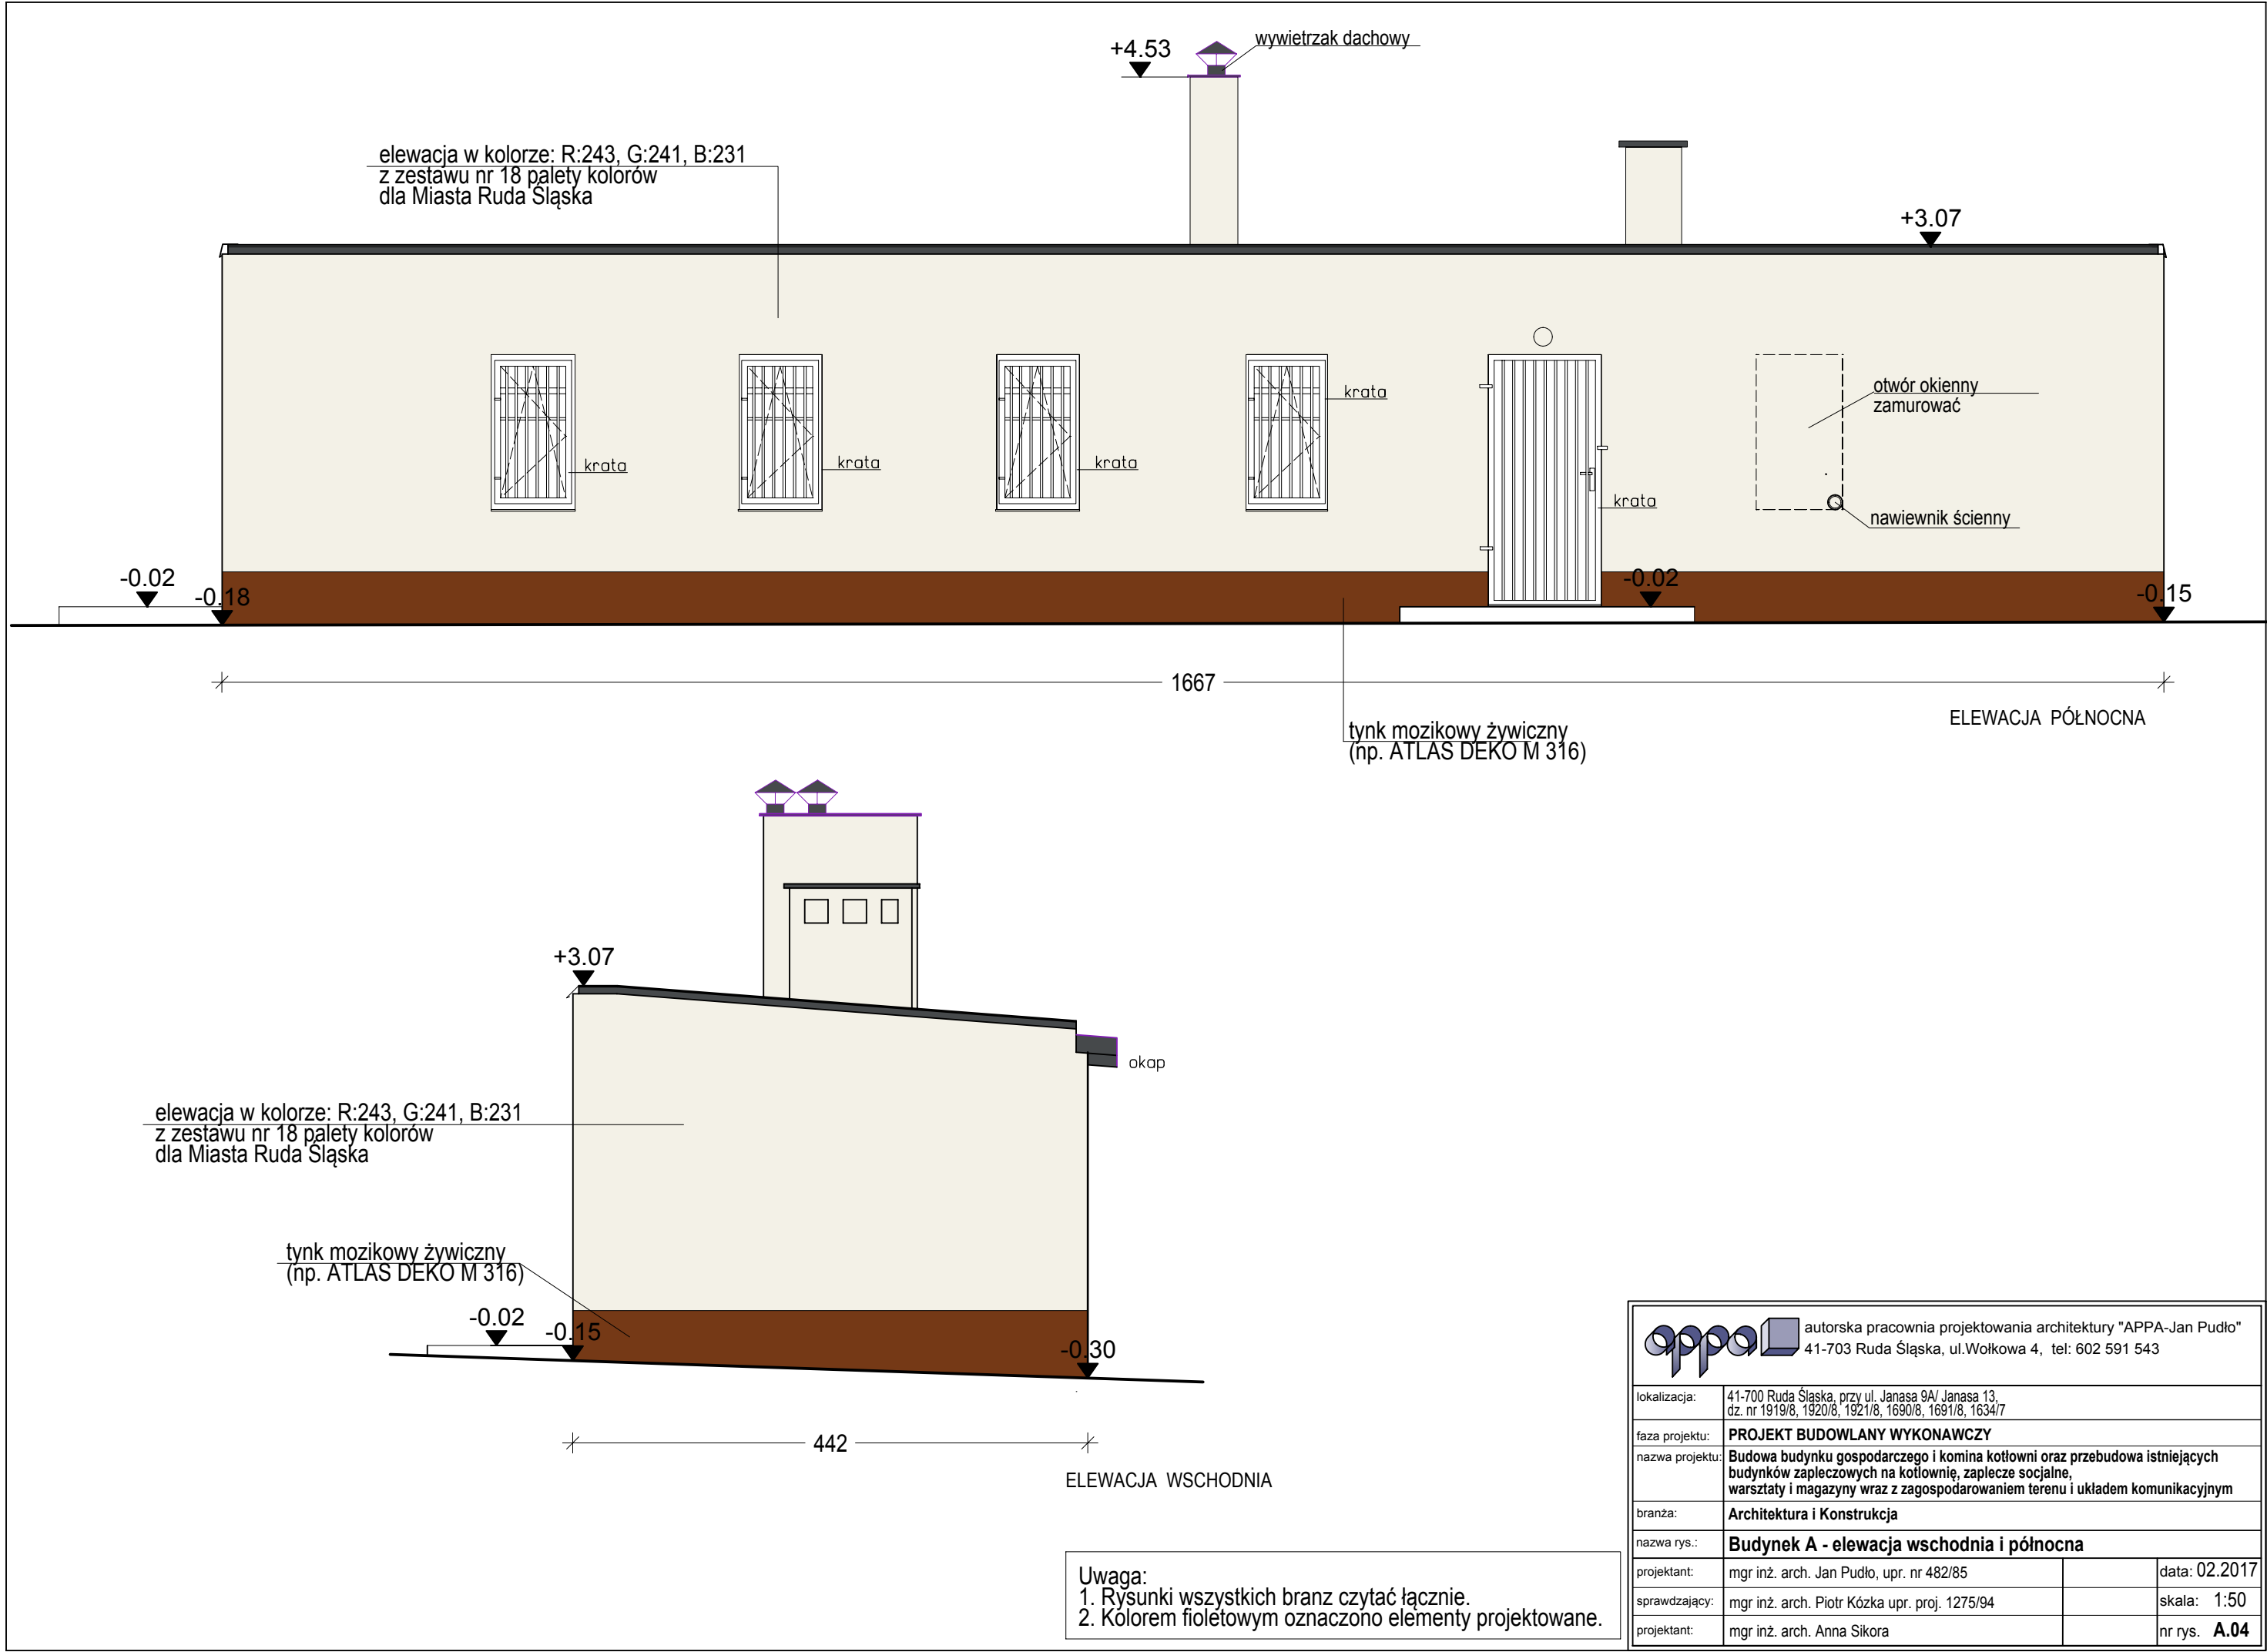 +4.53
wywietrzak dachowy
elewacja w kolorze: R:243, G:241, B:231
z zestawu nr 18 palety kolorów
dla Miasta Ruda Śląska
+3.07
krata
krata
krata
krata
krata
otwór okienny
zamurować
nawiewnik ścienny
-0.02
-0.18
-0.02
-0.15
1667
ELEWACJA PÓŁNOCNA
tynk mozikowy żywiczny
(np. ATLAS DEKO M 316)
+3.07
okap
elewacja w kolorze: R:243, G:241, B:231
z zestawu nr 18 palety kolorów
dla Miasta Ruda Śląska
tynk mozikowy żywiczny
(np. ATLAS DEKO M 316)
-0.02
-0.15
-0.30
442
ELEWACJA WSCHODNIA
Uwaga:
1. Rysunki wszystkich branz czytać łącznie.
2. Kolorem fioletowym oznaczono elementy projektowane.
appa
autorska pracownia projektowania architektury "APPA-Jan Pudło"
41-703 Ruda Śląska, ul.Wołkowa 4, tel: 602 591 543
lokalizacja: 41-700 Ruda Śląska, przy ul. Janasa 9A/ Janasa 13,
dz. nr 1919/8, 1920/8, 1921/8, 1690/8, 1691/8, 1634/7
faza projektu: PROJEKT BUDOWLANY WYKONAWCZY
nazwa projektu: Budowa budynku gospodarczego i komina kotłowni oraz przebudowa istniejących
budynków zapleczowych na kotłownię, zaplecze socjalne,
warsztaty i magazyny wraz z zagospodarowaniem terenu i układem komunikacyjnym
branża: Architektura i Konstrukcja
nazwa rys.: Budynek A - elewacja wschodnia i północna
projektant: mgr inż. arch. Jan Pudło, upr. nr 482/85 data: 02.2017
sprawdzający: mgr inż. arch. Piotr Kózka upr. proj. 1275/94 skala: 1:50
projektant: mgr inż. arch. Anna Sikora nr rys. A.04